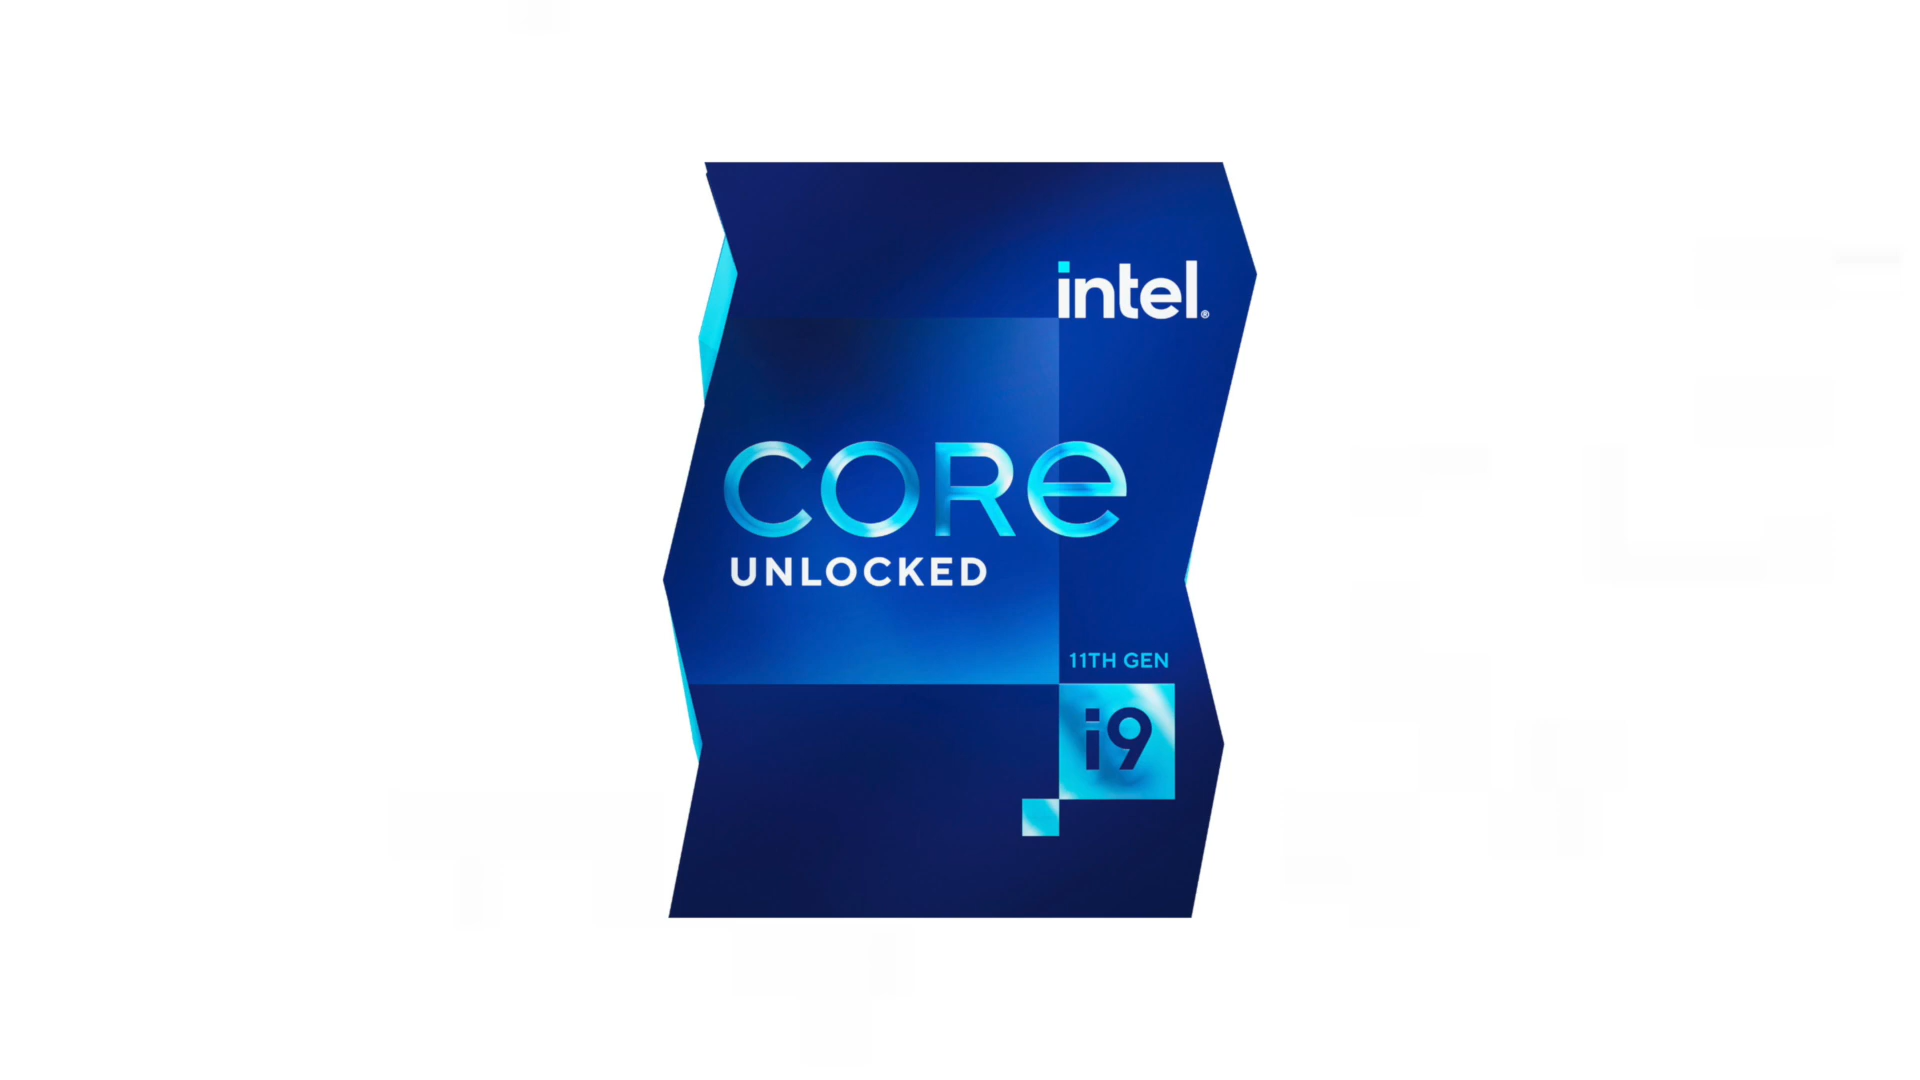 intel®
CORe
UNLOCKED
11TH GEN
i9